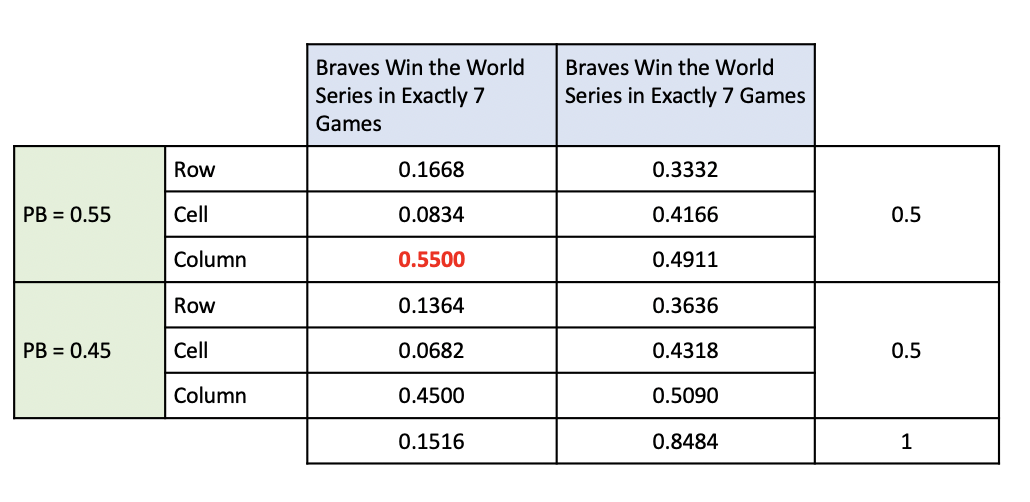 Braves Win the World
Series in Exactly 7
Games
Braves Win the World
Series in Exactly 7 Games
PB = 0.55
Row
0.1668
0.3332
0.5
Cell
0.0834
0.4166
Column
0.5500
0.4911
PB = 0.45
Row
0.1364
0.3636
0.5
Cell
0.0682
0.4318
Column
0.4500
0.5090
0.1516
0.8484
1